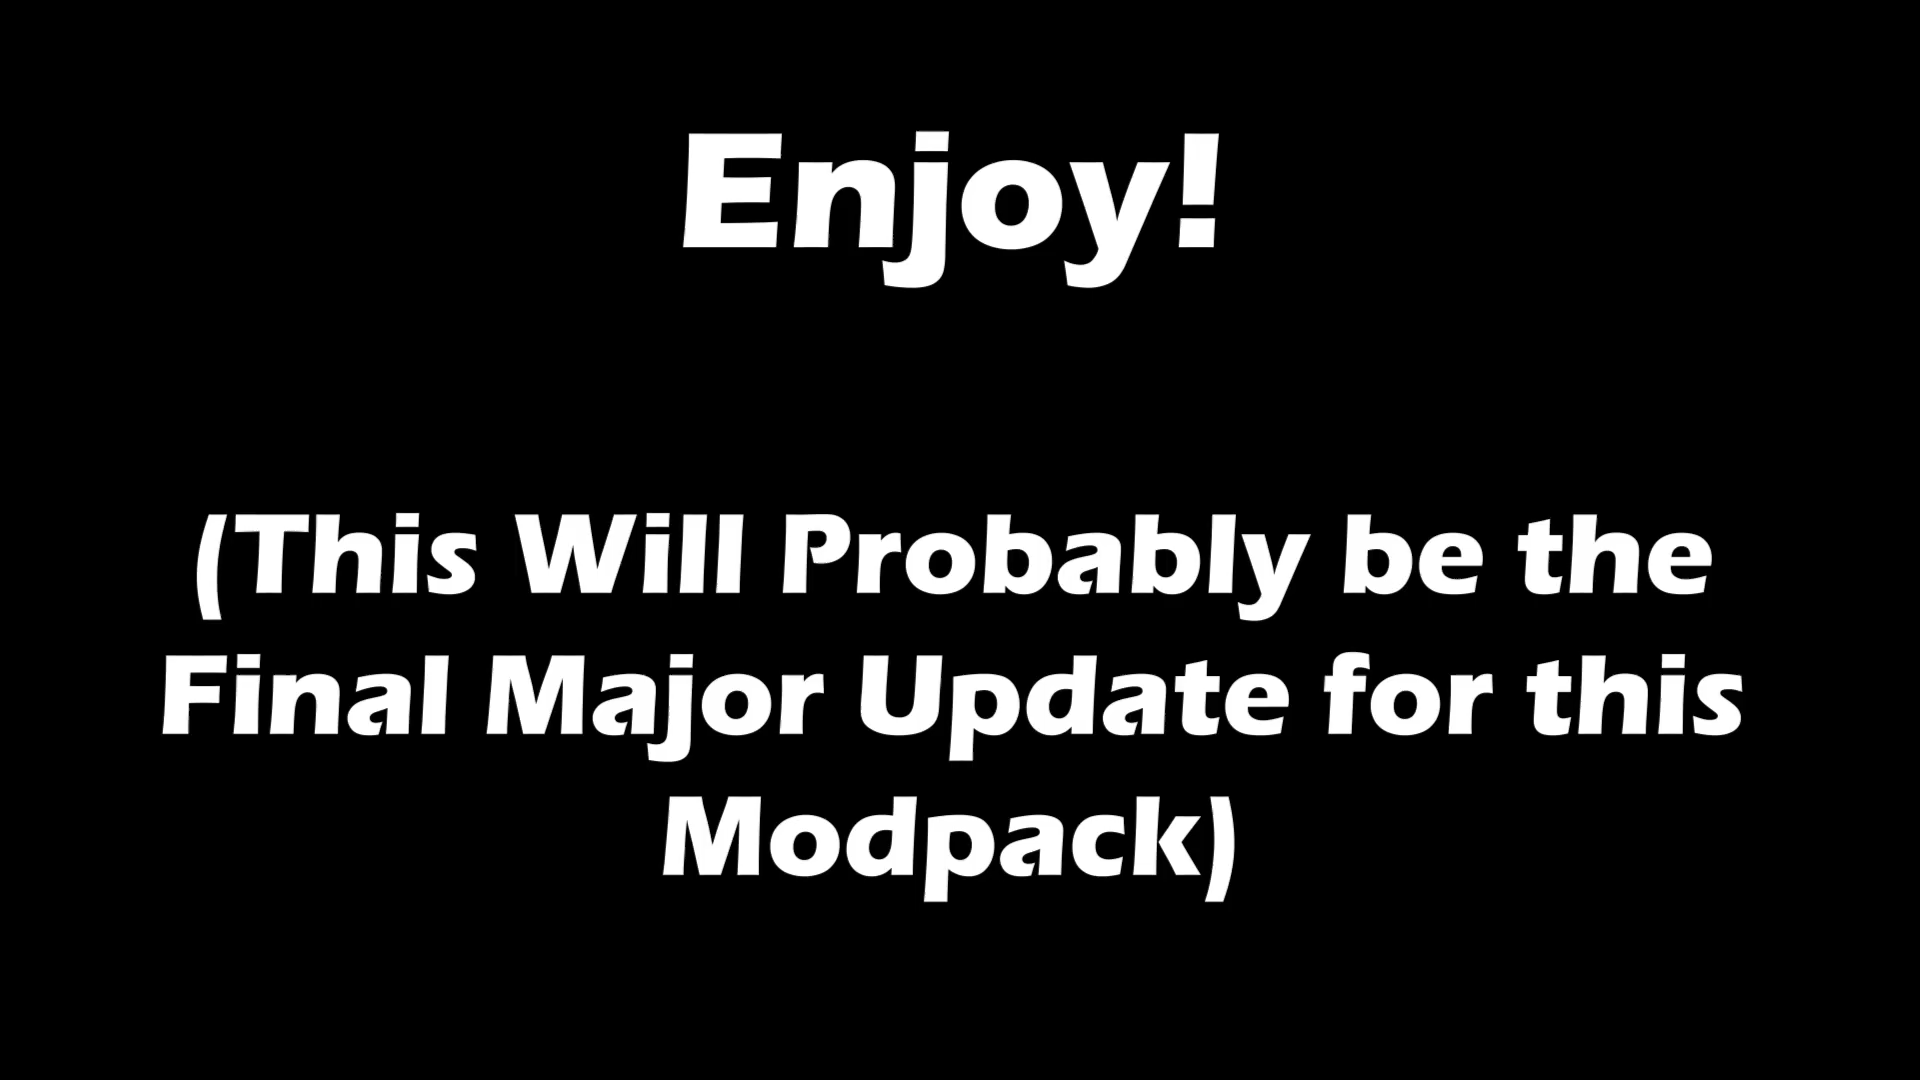 Enjoy!
(This Will Probably be the
Final Major Update for this
Modpack)